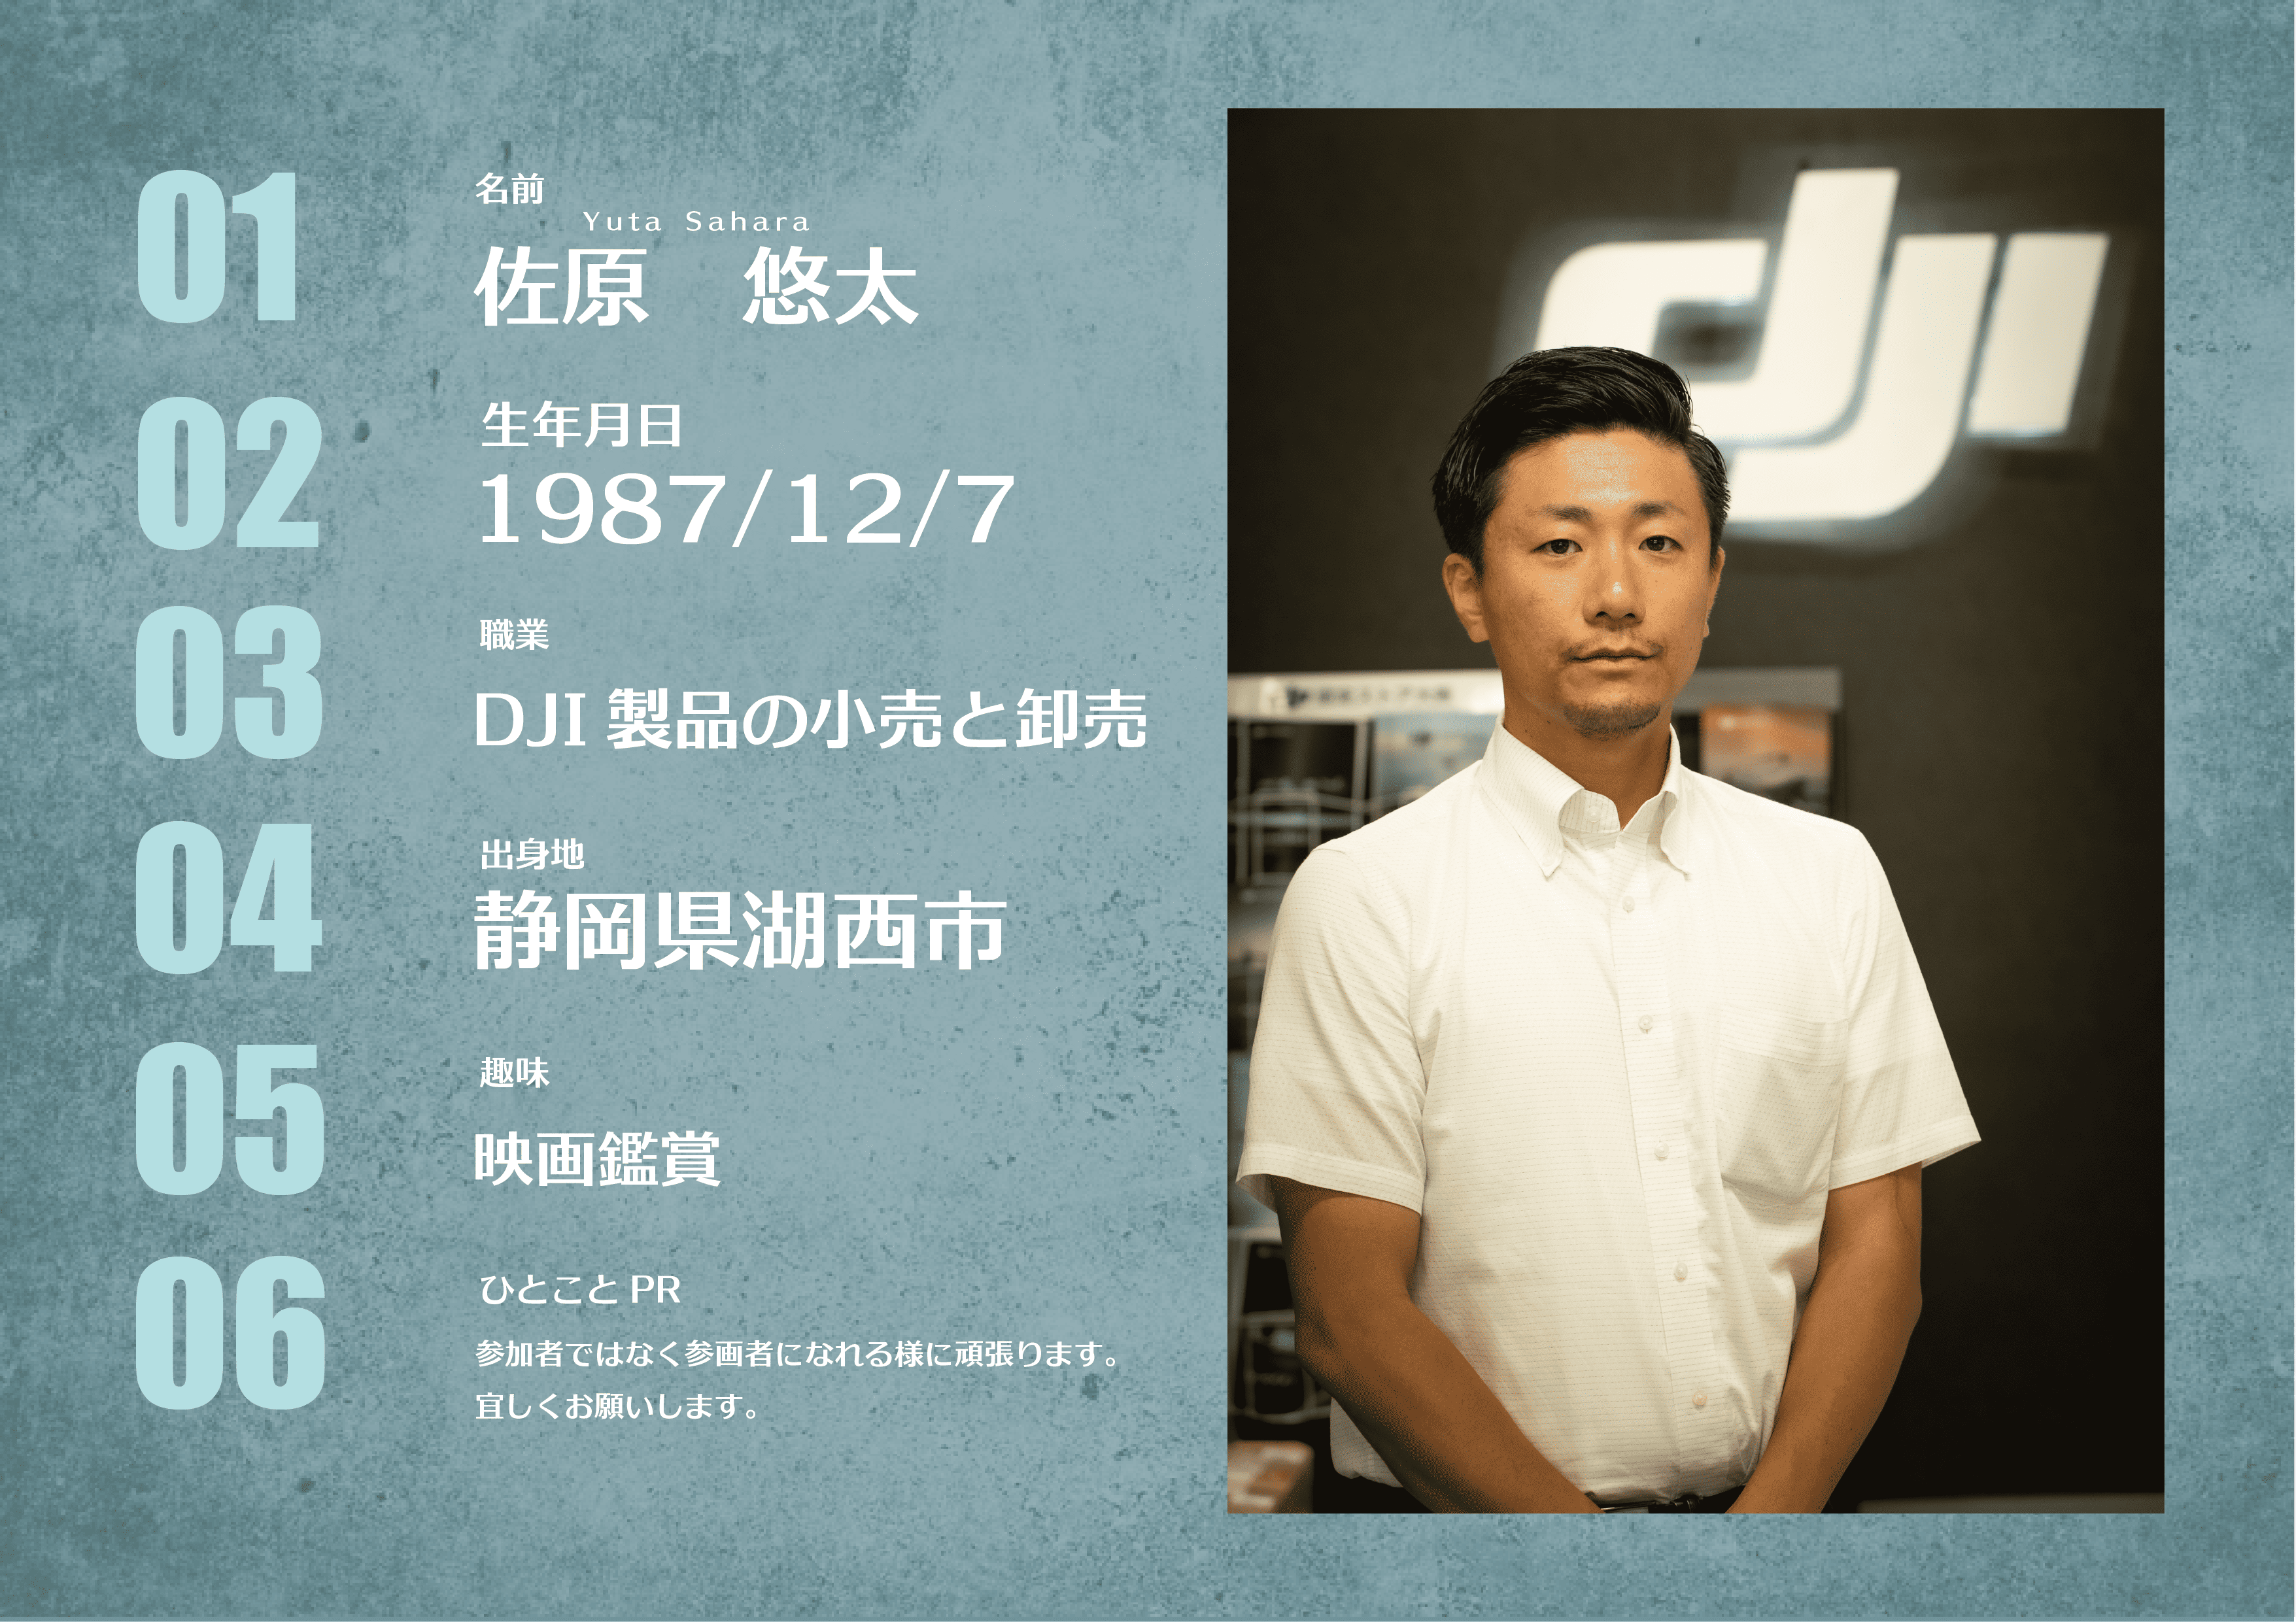 01
名前
Yuta Sahara
佐原　悠太
02
生年月日
1987/12/7
03
職業
DJI 製品の小売と卸売
04
出身地
静岡県湖西市
05
趣味
映画鑑賞
06
ひとこと PR
参加者ではなく参画者になれる様に頑張ります。
宜しくお願いします。
dji